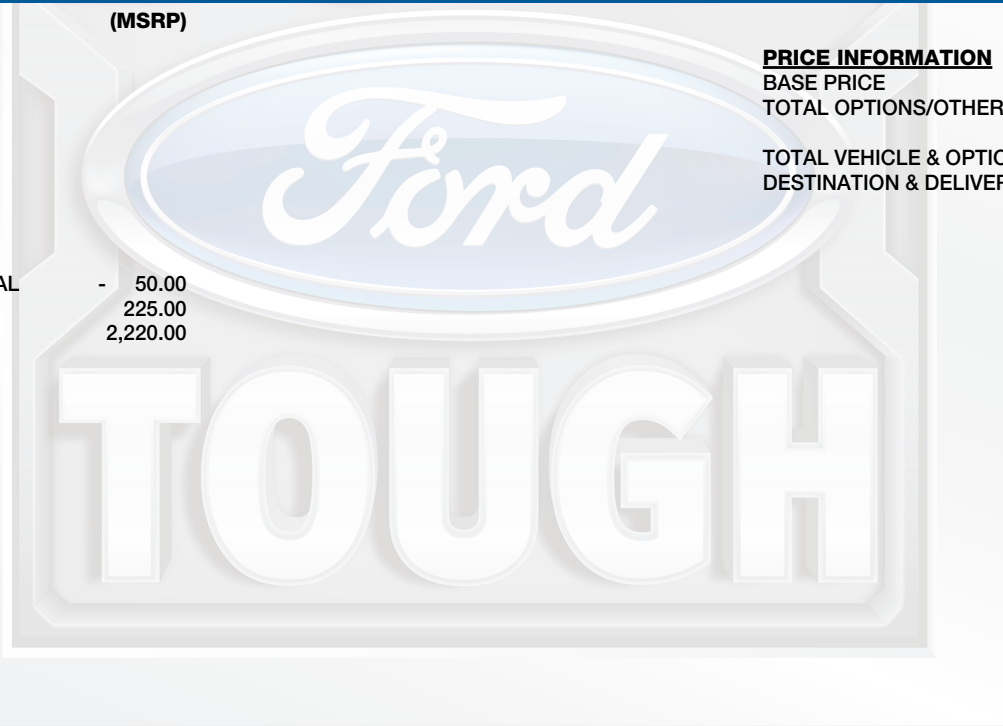 (MSRP)
PRICE INFORMATION
BASE PRICE
TOTAL OPTIONS/OTHER
TOTAL VEHICLE & OPTIO
DESTINATION & DELIVER
Ford
AL - 50.00
225.00
2,220.00
TOUGH